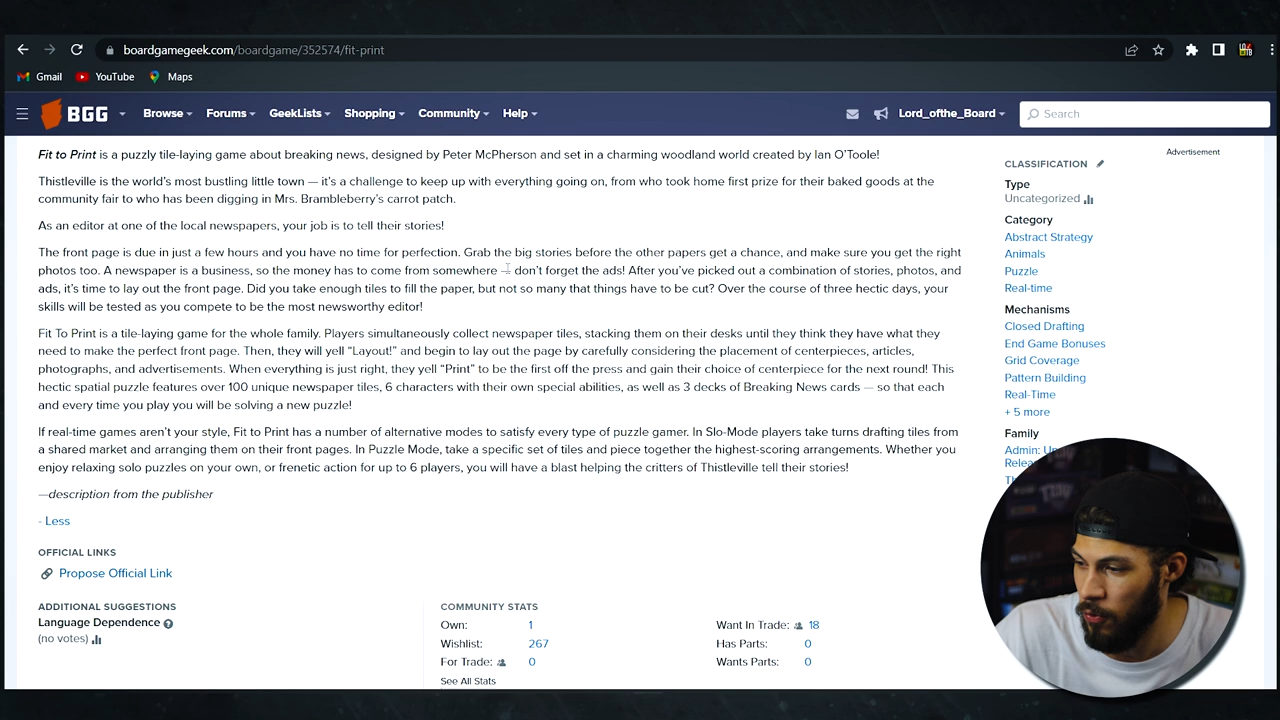 boardgamegeek.com/boardgame/352574/fit-print
Gmail YouTube Maps
BGG Browse Forums GeekLists Shopping Community Help Lord_ofthe_Board Search
Fit to Print is a puzzly tile-laying game about breaking news, designed by Peter McPherson and set in a charming woodland world created by Ian O'Toole!
Thistleville is the world's most bustling little town — it's a challenge to keep up with everything going on, from who took home first prize for their baked goods at the
community fair to who has been digging in Mrs. Brambleberry's carrot patch.
As an editor at one of the local newspapers, your job is to tell their stories!
The front page is due in just a few hours and you have no time for perfection. Grab the big stories before the other papers get a chance, and make sure you get the right
photos too. A newspaper is a business, so the money has to come from somewhere — don't forget the ads! After you've picked out a combination of stories, photos, and
ads, it's time to lay out the front page. Did you take enough tiles to fill the paper, but not so many that things have to be cut? Over the course of three hectic days, your
skills will be tested as you compete to be the most newsworthy editor!
Fit To Print is a tile-laying game for the whole family. Players simultaneously collect newspaper tiles, stacking them on their desks until they think they have what they
need to make the perfect front page. Then, they will yell “Layout!” and begin to lay out the page by carefully considering the placement of centerpieces, articles,
photographs, and advertisements. When everything is just right, they yell “Print” to be the first off the press and gain their choice of centerpiece for the next round! This
hectic spatial puzzle features over 100 unique newspaper tiles, 6 characters with their own special abilities, as well as 3 decks of Breaking News cards — so that each
and every time you play you will be solving a new puzzle!
If real-time games aren't your style, Fit to Print has a number of alternative modes to satisfy every type of puzzle gamer. In Slo-Mode players take turns drafting tiles from
a shared market and arranging them on their front pages. In Puzzle Mode, take a specific set of tiles and piece together the highest-scoring arrangements. Whether you
enjoy relaxing solo puzzles on your own, or frenetic action for up to 6 players, you will have a blast helping the critters of Thistleville tell their stories!
—description from the publisher
- Less
OFFICIAL LINKS
Propose Official Link
ADDITIONAL SUGGESTIONS
Language Dependence
(no votes)
COMMUNITY STATS
Own: 1
Wishlist: 267
For Trade: 0
See All Stats
Want In Trade: 18
Has Parts: 0
Wants Parts: 0
CLASSIFICATION
Type
Uncategorized
Category
Abstract Strategy
Animals
Puzzle
Real-time
Mechanisms
Closed Drafting
End Game Bonuses
Grid Coverage
Pattern Building
Real-Time
+ 5 more
Family
Admin:
Advertisement